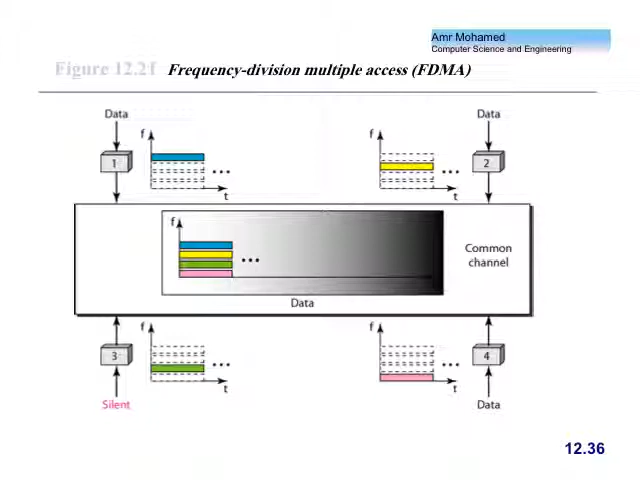 Amr Mohamed
Computer Science and Engineering
Figure 12.21 Frequency-division multiple access (FDMA)
Data
Data
f
f
1
2
t
t
f
Common
channel
Data
f
f
3
4
t
t
Silent
Data
12.36